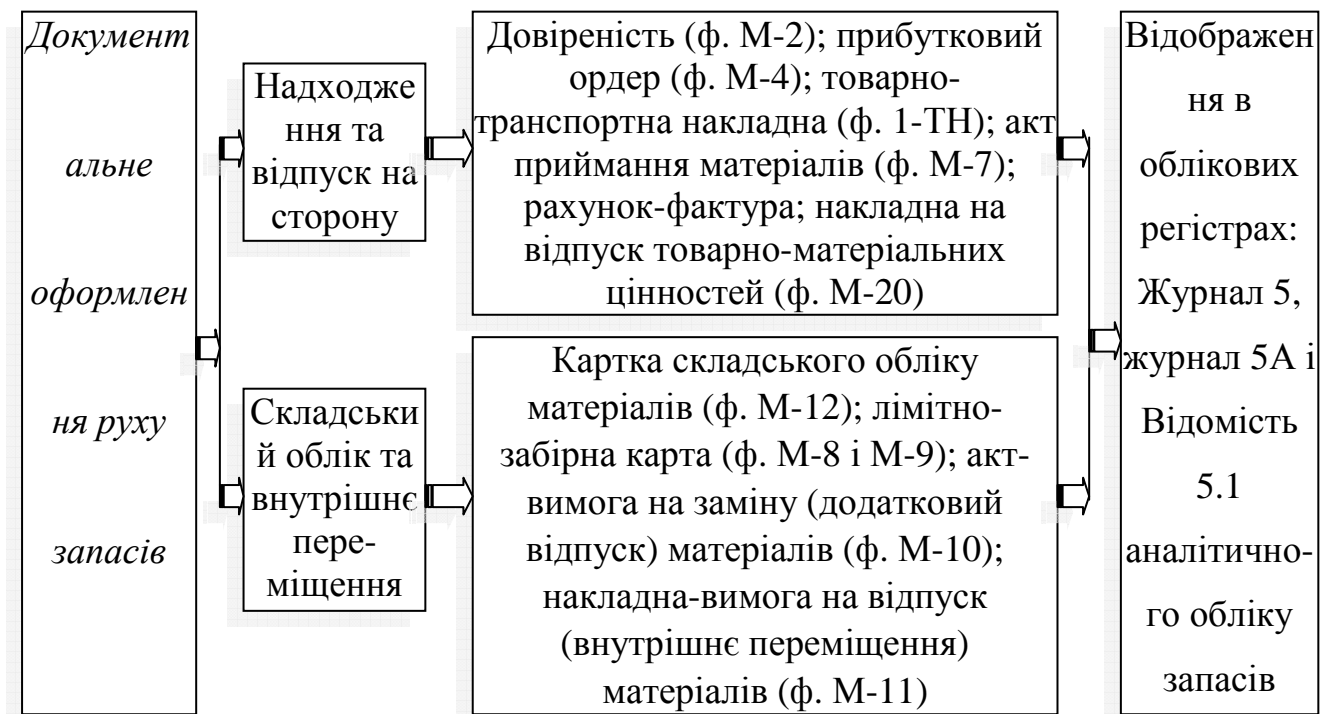 Документ
альне
оформлен
ня руху
запасів
Надходже
ння та
відпуск на
сторону
Довіреність (ф. М-2); прибутковий
ордер (ф. М-4); товарно-
транспортна накладна (ф. 1-ТН); акт
приймання матеріалів (ф. М-7);
рахунок-фактура; накладна на
відпуск товарно-матеріальних
цінностей (ф. М-20)
Складськи
й облік та
внутрішнє
пере-
міщення
Картка складського обліку
матеріалів (ф. М-12); лімітно-
забірна карта (ф. М-8 і М-9); акт-
вимога на заміну (додатковий
відпуск) матеріалів (ф. М-10);
накладна-вимога на відпуск
(внутрішнє переміщення)
матеріалів (ф. М-11)
Відображен
ня в
облікових
регістрах:
Журнал 5,
журнал 5А і
Відомість
5.1
аналітично-
го обліку
запасів